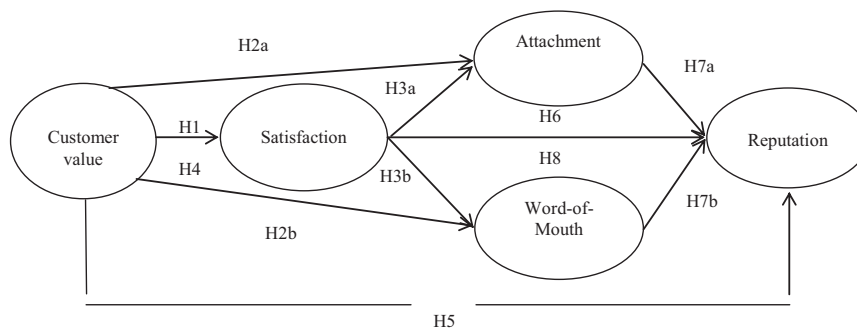 H2a
Attachment
H7a
H3a
H1
H6
Customer
value
Satisfaction
Reputation
H4
H8
H3b
Word-of-
Mouth
H7b
H2b
H5